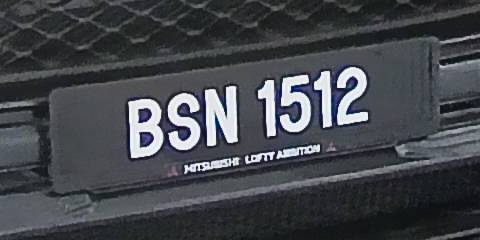 BSN 1512
MITSUBISHI LOFTY AMBITION